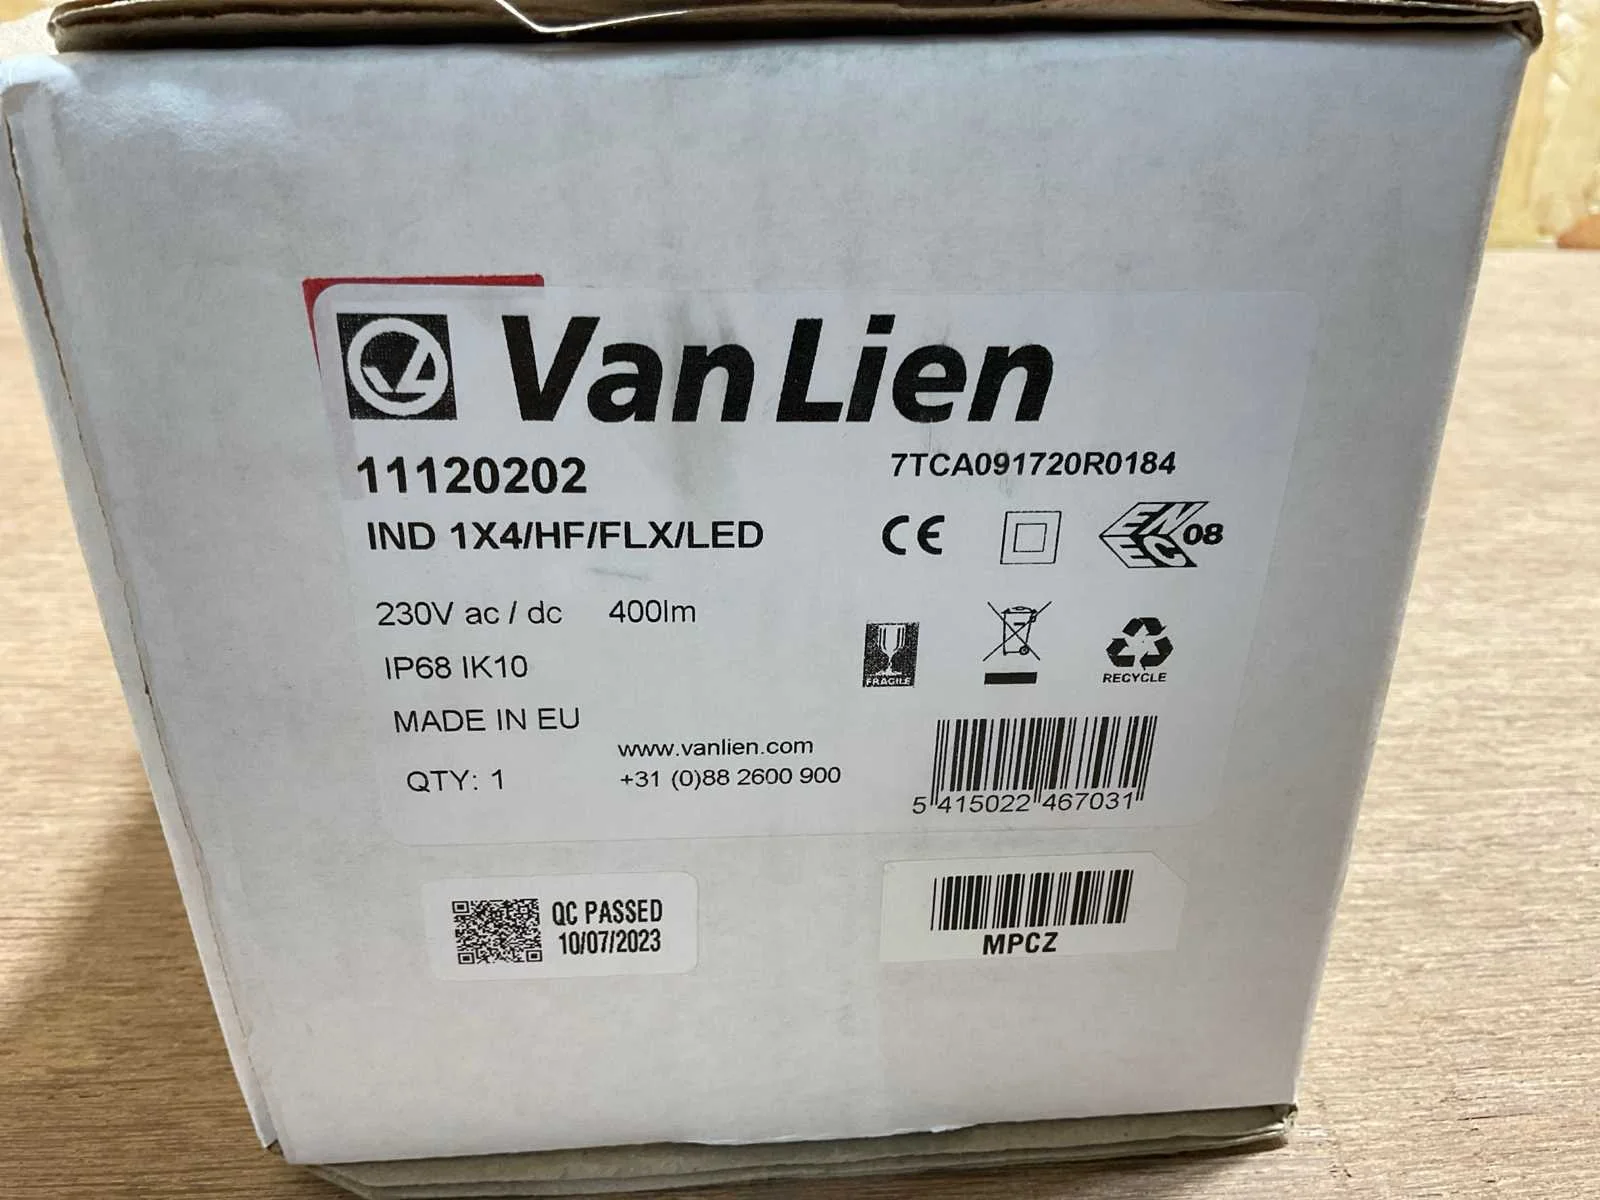 Van Lien
11120202
7TCA091720R0184
IND 1X4/HF/FLX/LED
CE
ENEC 08
230V ac / dc 400lm
IP68 IK10
FRAGILE
RECYCLE
MADE IN EU
www.vanlien.com
QTY: 1
+31 (0)88 2600 900
5 415022 467031
QC PASSED
10/07/2023
MPCZ